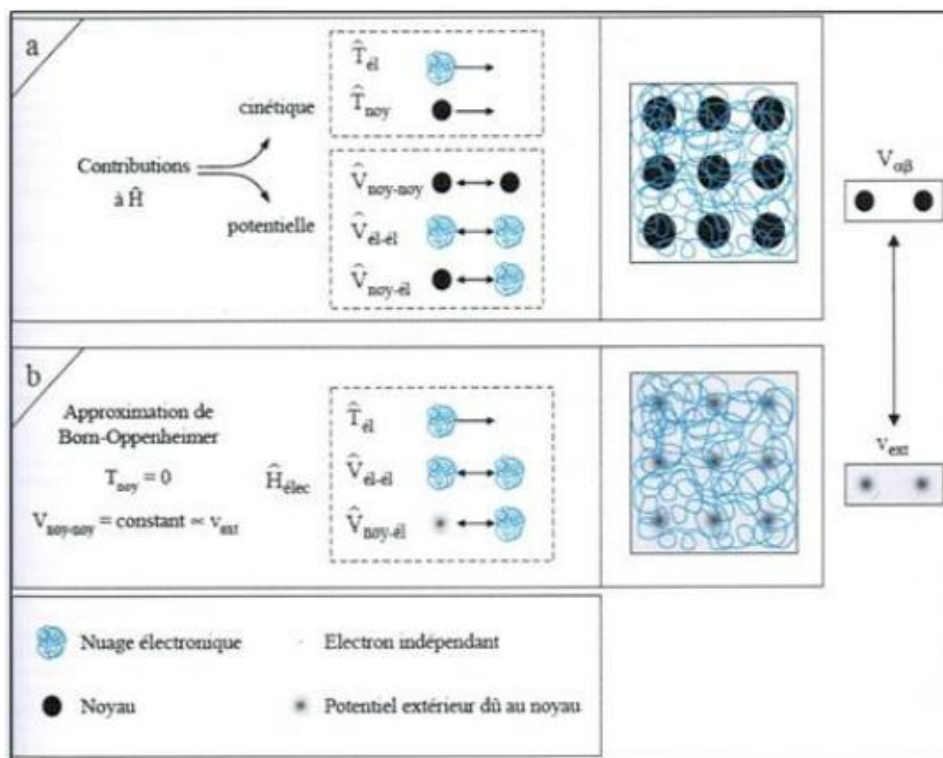 a
cinétique
Contributions
à Ĥ
potentielle
T̂él
T̂noy
V̂noy-noy
V̂él-él
V̂noy-él
Vαβ
b
Approximation de
Born-Oppenheimer
Tnoy = 0
Vnoy-noy = constant ∝ vext
Ĥélec
T̂él
V̂él-él
V̂noy-él
vext
Nuage électronique
Electron indépendant
Noyau
Potentiel extérieur dû au noyau